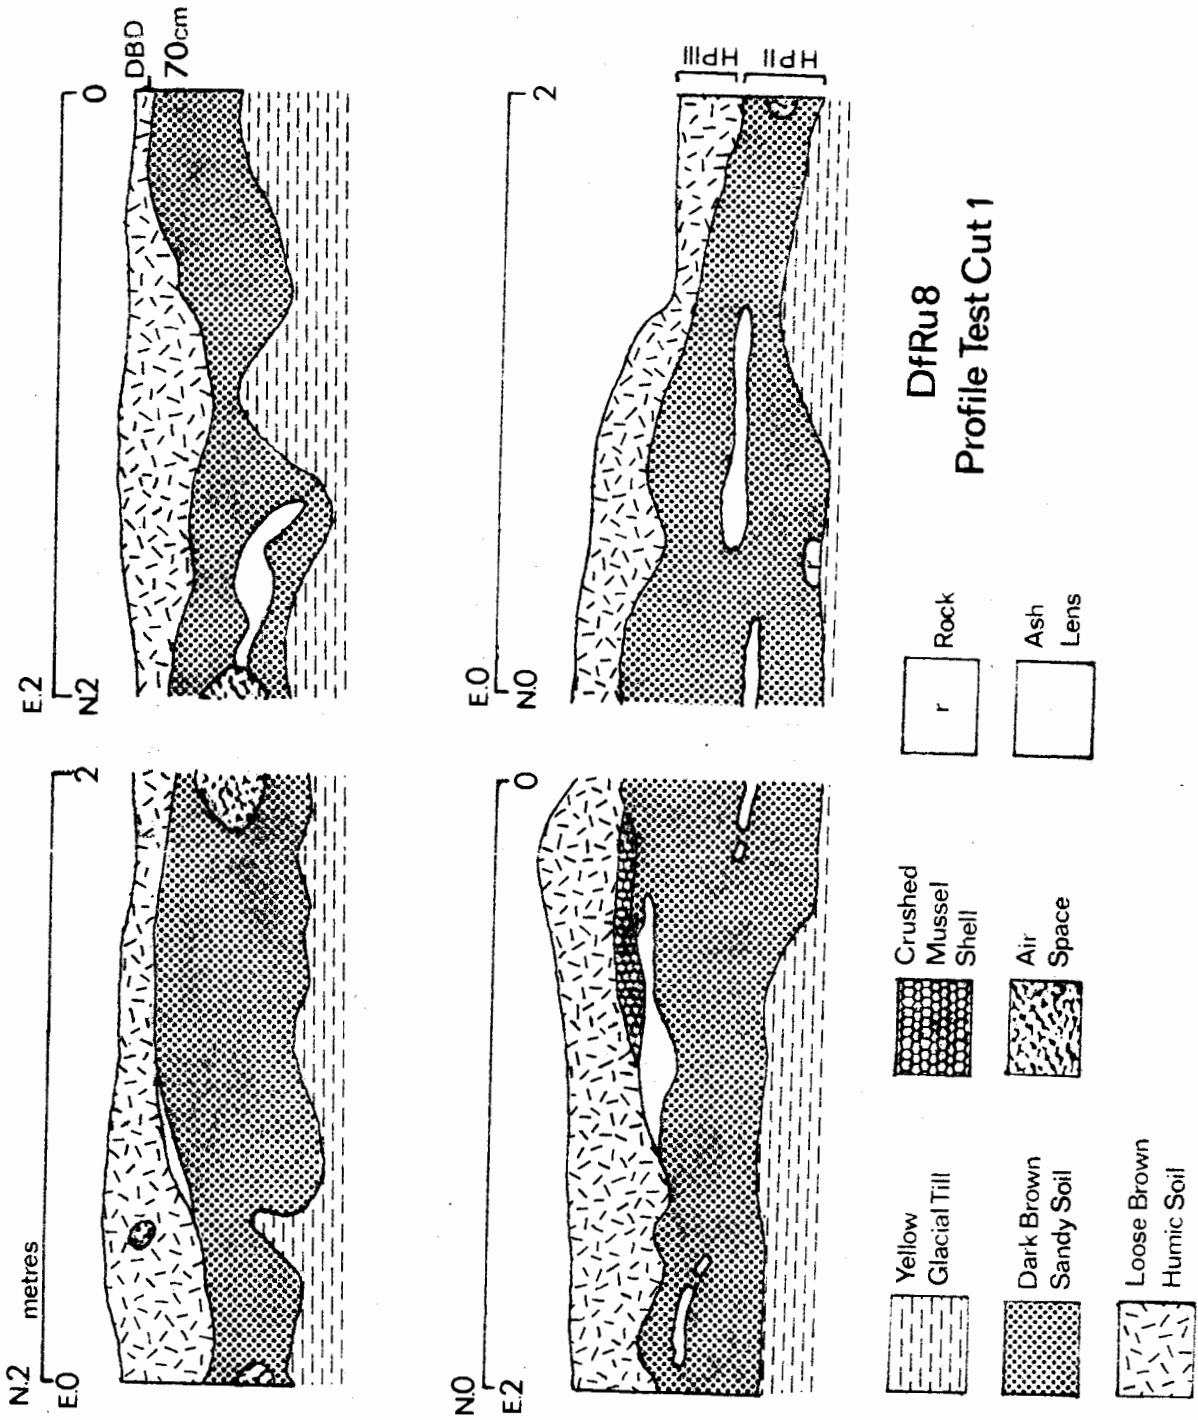 N.2 metres
E.0
2
E.2
N.2
0
DBD
70cm
N.0
E.2
0
E.0
N.0
2
HPIII
HPII
r
DfRu8
Profile Test Cut 1
Yellow
Glacial Till
Crushed
Mussel
Shell
r
Rock
Dark Brown
Sandy Soil
Air
Space
Ash
Lens
Loose Brown
Humic Soil